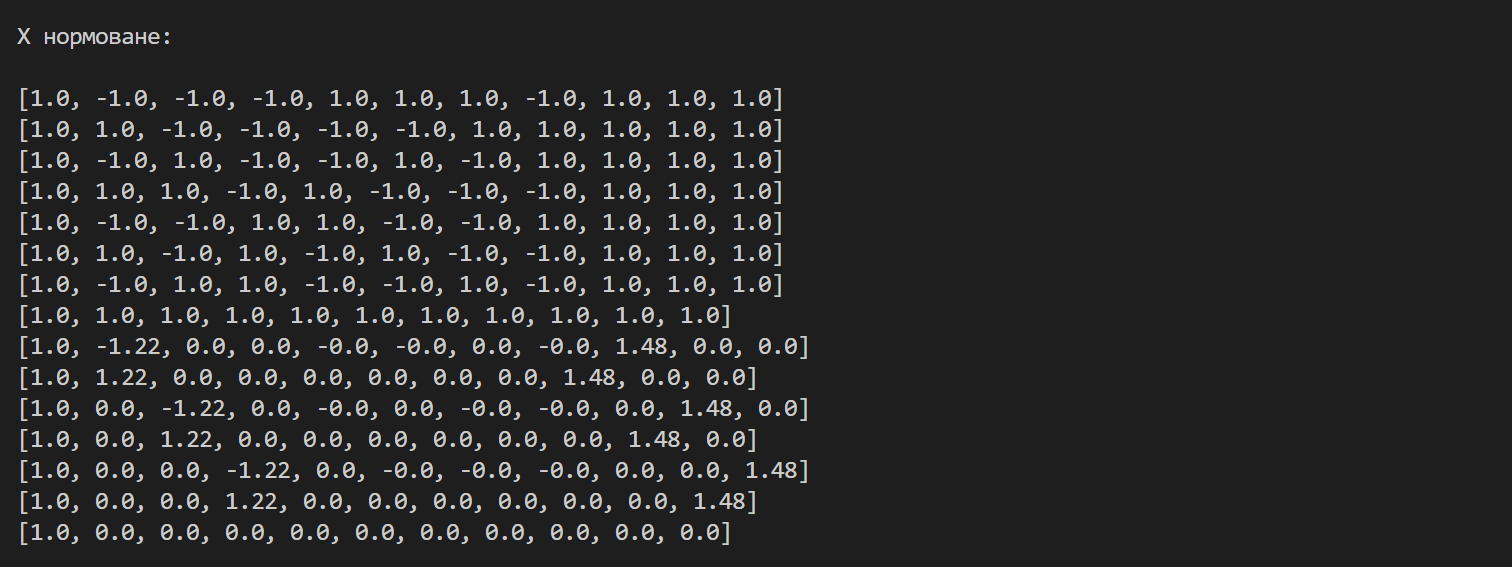 X нормоване:
[1.0, -1.0, -1.0, -1.0, 1.0, 1.0, 1.0, -1.0, 1.0, 1.0, 1.0]
[1.0, 1.0, -1.0, -1.0, -1.0, -1.0, 1.0, 1.0, 1.0, 1.0, 1.0]
[1.0, -1.0, 1.0, -1.0, -1.0, 1.0, -1.0, 1.0, 1.0, 1.0, 1.0]
[1.0, 1.0, 1.0, -1.0, 1.0, -1.0, -1.0, -1.0, 1.0, 1.0, 1.0]
[1.0, -1.0, -1.0, 1.0, 1.0, -1.0, -1.0, 1.0, 1.0, 1.0, 1.0]
[1.0, 1.0, -1.0, 1.0, -1.0, 1.0, -1.0, -1.0, 1.0, 1.0, 1.0]
[1.0, -1.0, 1.0, 1.0, -1.0, -1.0, 1.0, -1.0, 1.0, 1.0, 1.0]
[1.0, 1.0, 1.0, 1.0, 1.0, 1.0, 1.0, 1.0, 1.0, 1.0, 1.0]
[1.0, -1.22, 0.0, 0.0, -0.0, -0.0, 0.0, -0.0, 1.48, 0.0, 0.0]
[1.0, 1.22, 0.0, 0.0, 0.0, 0.0, 0.0, 0.0, 1.48, 0.0, 0.0]
[1.0, 0.0, -1.22, 0.0, -0.0, 0.0, -0.0, -0.0, 0.0, 1.48, 0.0]
[1.0, 0.0, 1.22, 0.0, 0.0, 0.0, 0.0, 0.0, 0.0, 1.48, 0.0]
[1.0, 0.0, 0.0, -1.22, 0.0, -0.0, -0.0, -0.0, 0.0, 0.0, 1.48]
[1.0, 0.0, 0.0, 1.22, 0.0, 0.0, 0.0, 0.0, 0.0, 0.0, 1.48]
[1.0, 0.0, 0.0, 0.0, 0.0, 0.0, 0.0, 0.0, 0.0, 0.0, 0.0]